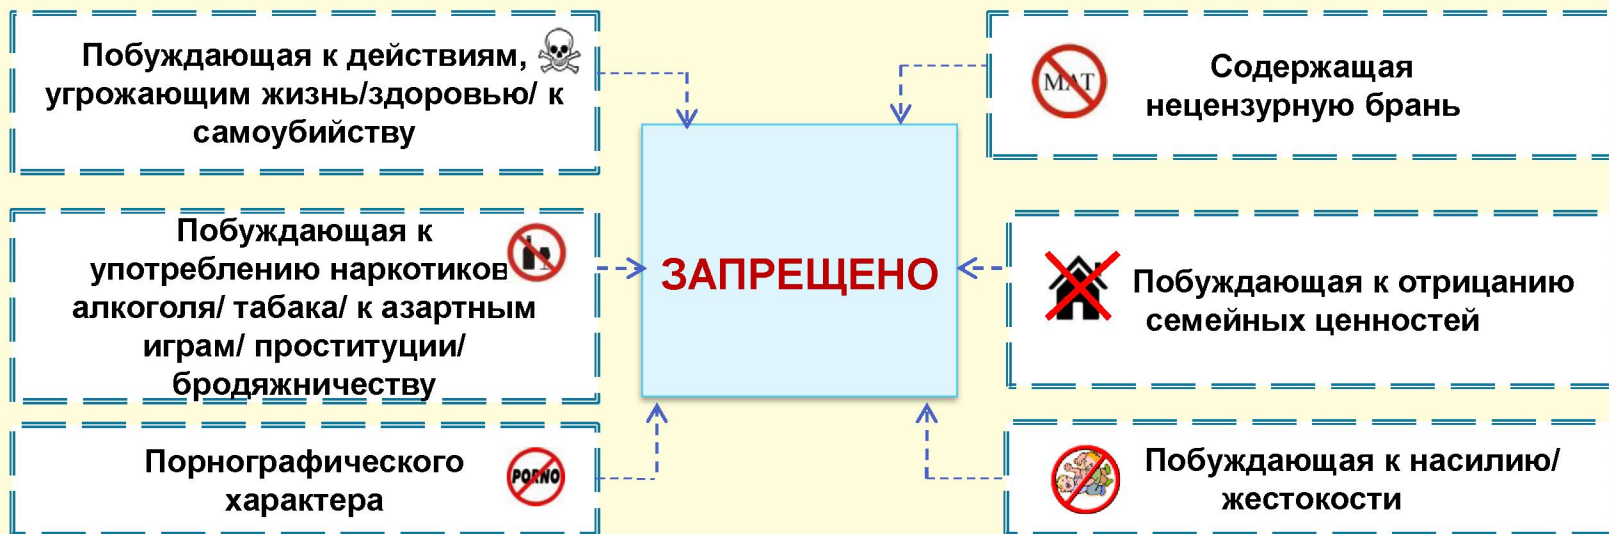 Побуждающая к действиям,
угрожающим жизнь/здоровью/ к
самоубийству
Побуждающая к
употреблению наркотиков
алкоголя/ табака/ к азартным
играм/ проституции/
бродяжничеству
Порнографического
характера
PORNO
ЗАПРЕЩЕНО
МАТ
Содержащая
нецензурную брань
Побуждающая к отрицанию
семейных ценностей
Побуждающая к насилию/
жестокости